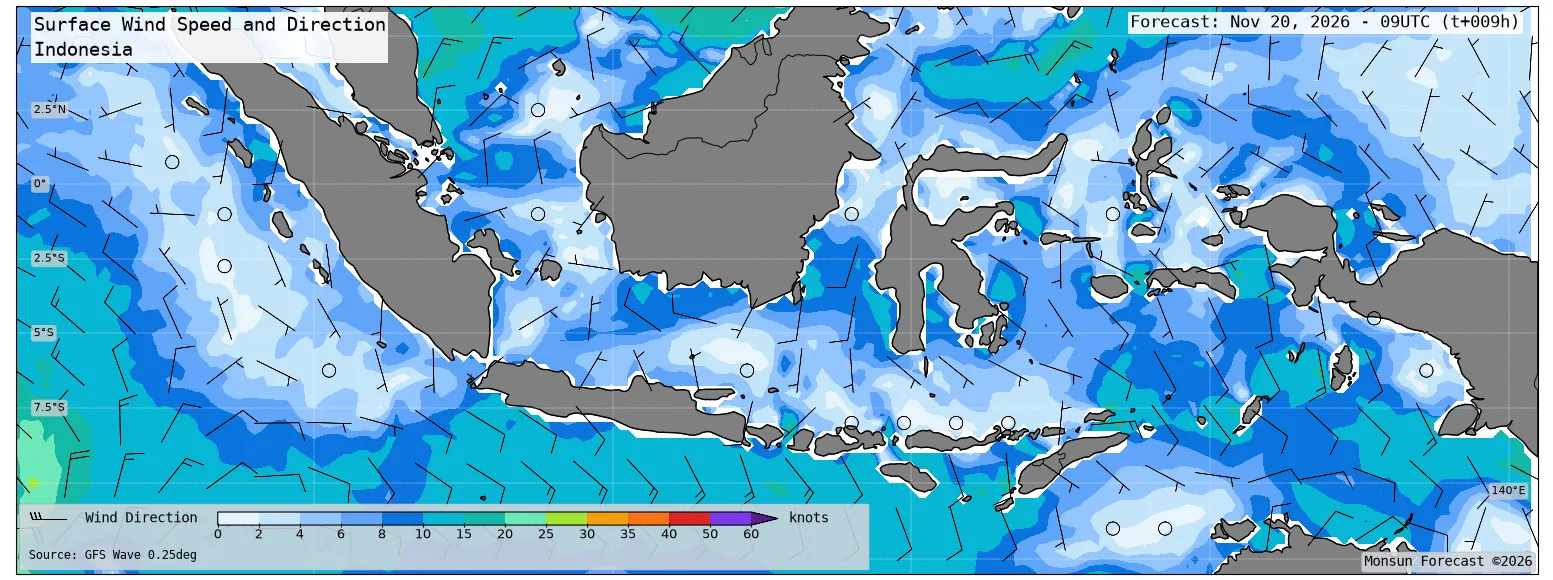 Surface Wind Speed and Direction
Indonesia
Forecast: Nov 20, 2026 - 09UTC (t+009h)
2.5°N
0°
2.5°S
5°S
7.5°S
140°E
Wind Direction
0 2 4 6 8 10 15 20 25 30 35 40 50 60
knots
Source: GFS Wave 0.25deg
Monsun Forecast ©2026